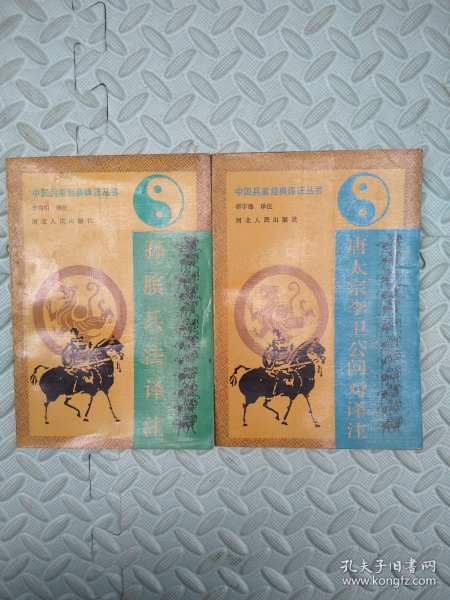 中国兵家经典译注丛书
译注
河北人民出版社
孙膑兵法译注
中国兵家经典译注丛书
译注
河北人民出版社
唐太宗李卫公问对译注
孔夫子旧书网
www.kongfz.com